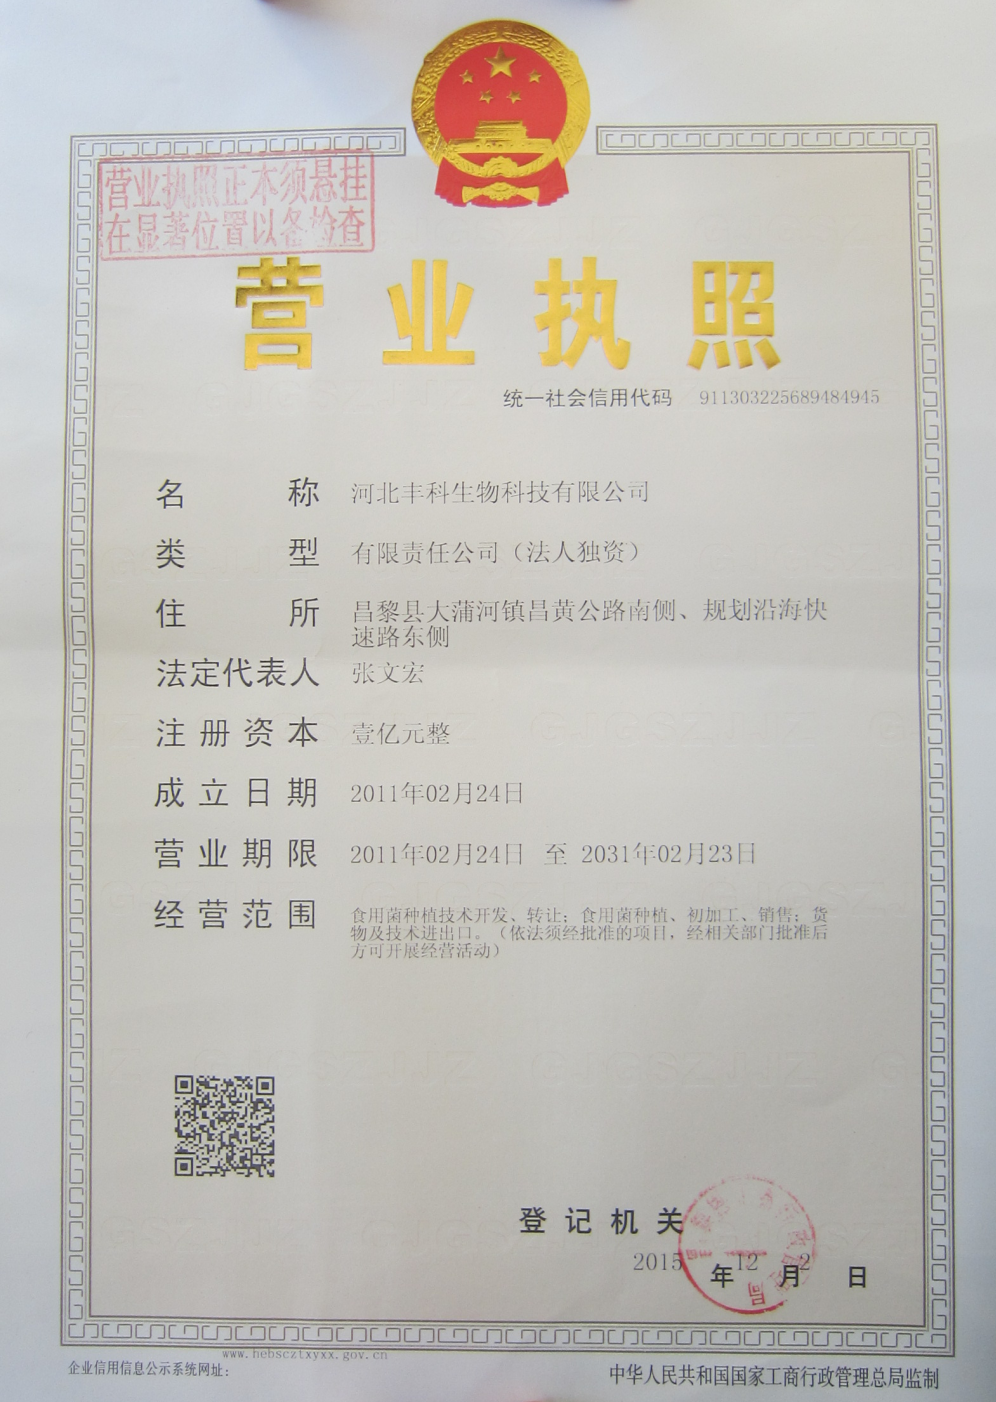 营业执照正本须悬挂
在显著位置以备检查
营业执照
统一社会信用代码 911303225689484945
名称 河北丰科生物科技有限公司
类型 有限责任公司（法人独资）
住所 昌黎县大蒲河镇昌黄公路南侧、规划沿海快
速路东侧
法定代表人 张文宏
注册资本 壹亿元整
成立日期 2011年02月24日
营业期限 2011年02月24日 至 2031年02月23日
经营范围 食用菌种植技术开发、转让；食用菌种植、初加工、销售；货
物及技术进出口。（依法须经批准的项目，经相关部门批准后
方可开展经营活动）
登记机关
2015年12月2日
www.hebscztxyxx.gov.cn
企业信用信息公示系统网址：
中华人民共和国国家工商行政管理总局监制